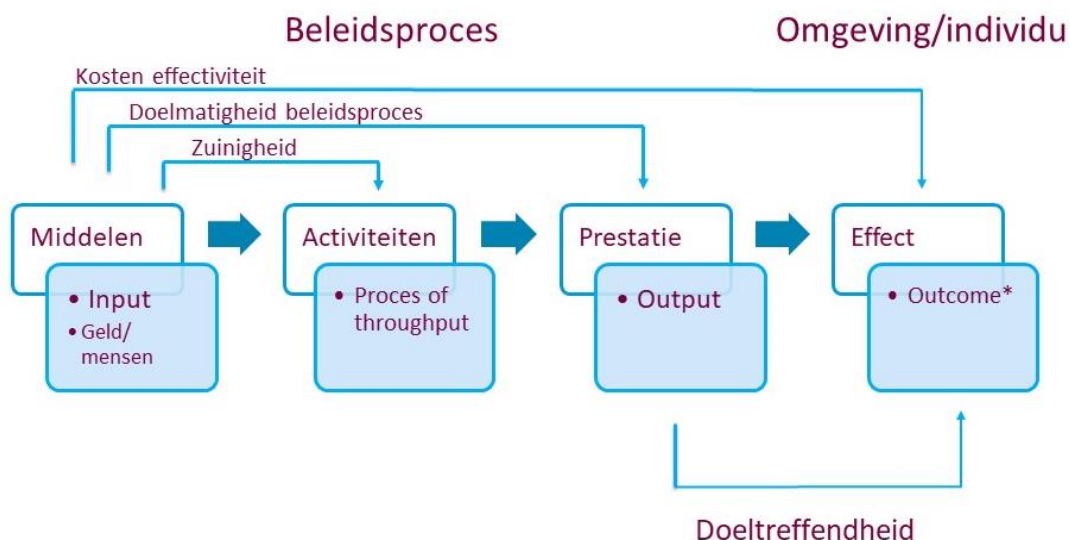 Beleidsproces
Omgeving/individu
Kosten effectiviteit
Doelmatigheid beleidsproces
Zuinigheid
Middelen
• Input
• Geld/
mensen
Activiteiten
• Proces of
throughput
Prestatie
• Output
Effect
• Outcome*
Doeltreffendheid